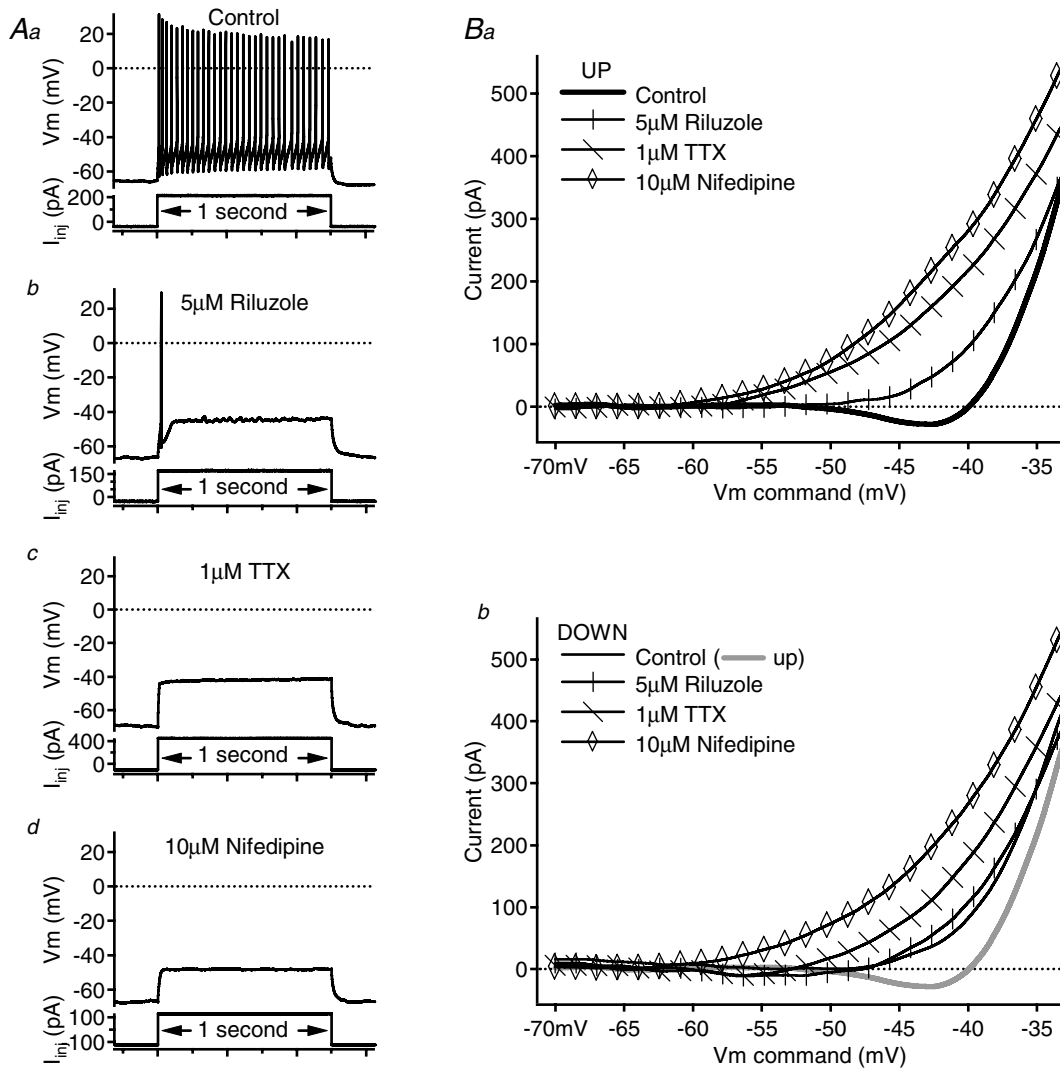 Aa
Control
Vm (mV)
20
0
-20
-40
-60
Iinj (pA)
200
0
1 second
b
5µM Riluzole
Vm (mV)
20
0
-20
-40
-60
Iinj (pA)
150
0
1 second
c
1µM TTX
Vm (mV)
20
0
-20
-40
-60
Iinj (pA)
400
0
1 second
d
10µM Nifedipine
Vm (mV)
20
0
-20
-40
-60
Iinj (pA)
100
100
1 second
Ba
UP
Control
5µM Riluzole
1µM TTX
10µM Nifedipine
Current (pA)
500
400
300
200
100
0
-70mV -65 -60 -55 -50 -45 -40 -35
Vm command (mV)
b
DOWN
Control ( up)
5µM Riluzole
1µM TTX
10µM Nifedipine
Current (pA)
500
400
300
200
100
0
-70mV -65 -60 -55 -50 -45 -40 -35
Vm command (mV)